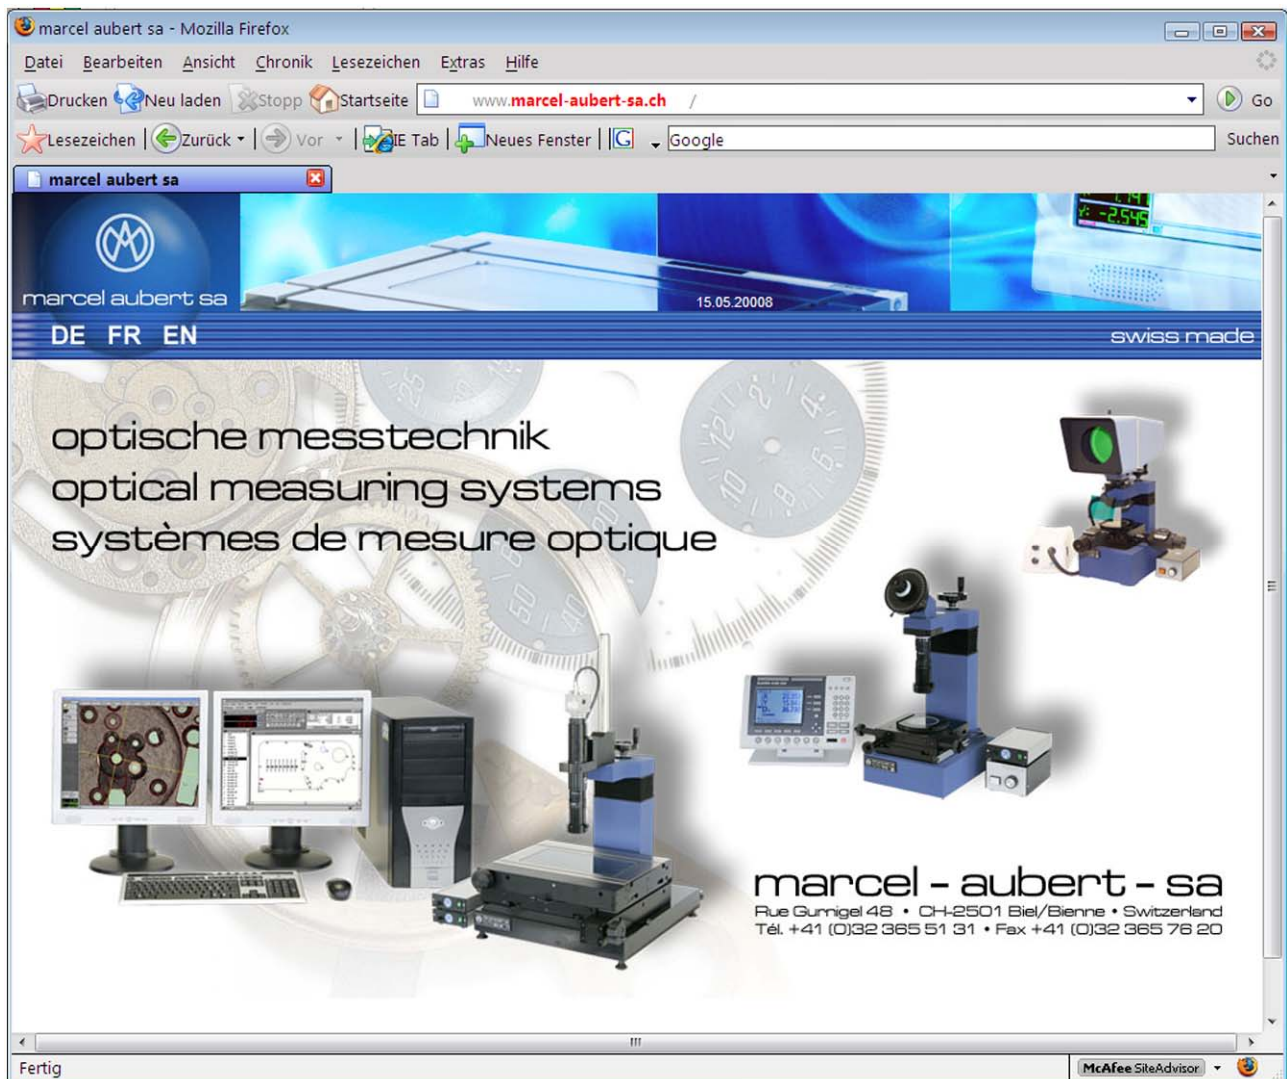 marcel aubert sa - Mozilla Firefox
Datei Bearbeiten Ansicht Chronik Lesezeichen Extras Hilfe
Drucken Neu laden Stopp Startseite www.marcel-aubert-sa.ch / Go
Lesezeichen Zurück Vor IE Tab Neues Fenster G Google Suchen
marcel aubert sa
Y: -2.545
marcel aubert sa
15.05.20008
DE FR EN
swiss made
optische messtechnik
optical measuring systems
systèmes de mesure optique
marcel - aubert - sa
Rue Gurnigel 48 • CH-2501 Biel/Bienne • Switzerland
Tél. +41 (0)32 365 51 31 • Fax +41 (0)32 365 76 20
Fertig
McAfee SiteAdvisor